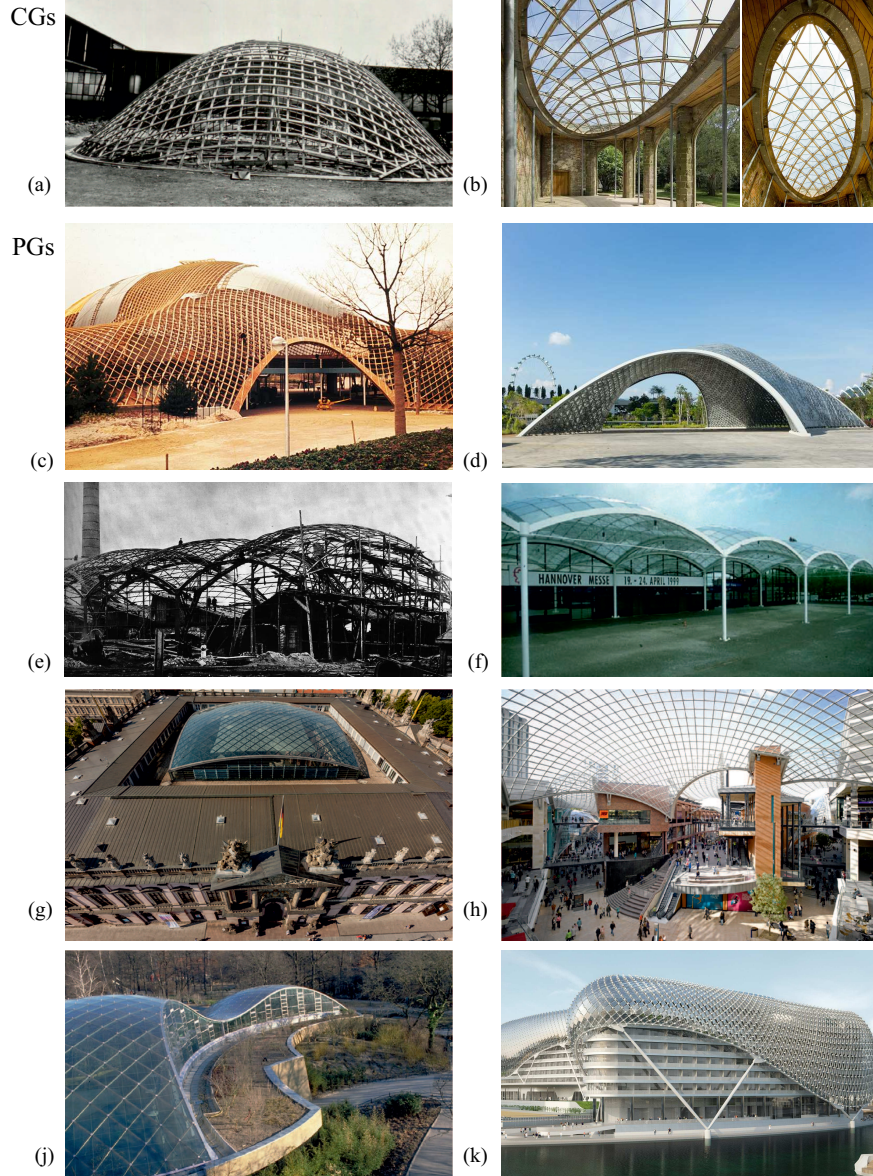 CGs
(a)
(b)
PGs
(c)
(d)
(e)
(f)
HANNOVER MESSE 19. - 24. APRIL 1999
(g)
(h)
(j)
(k)